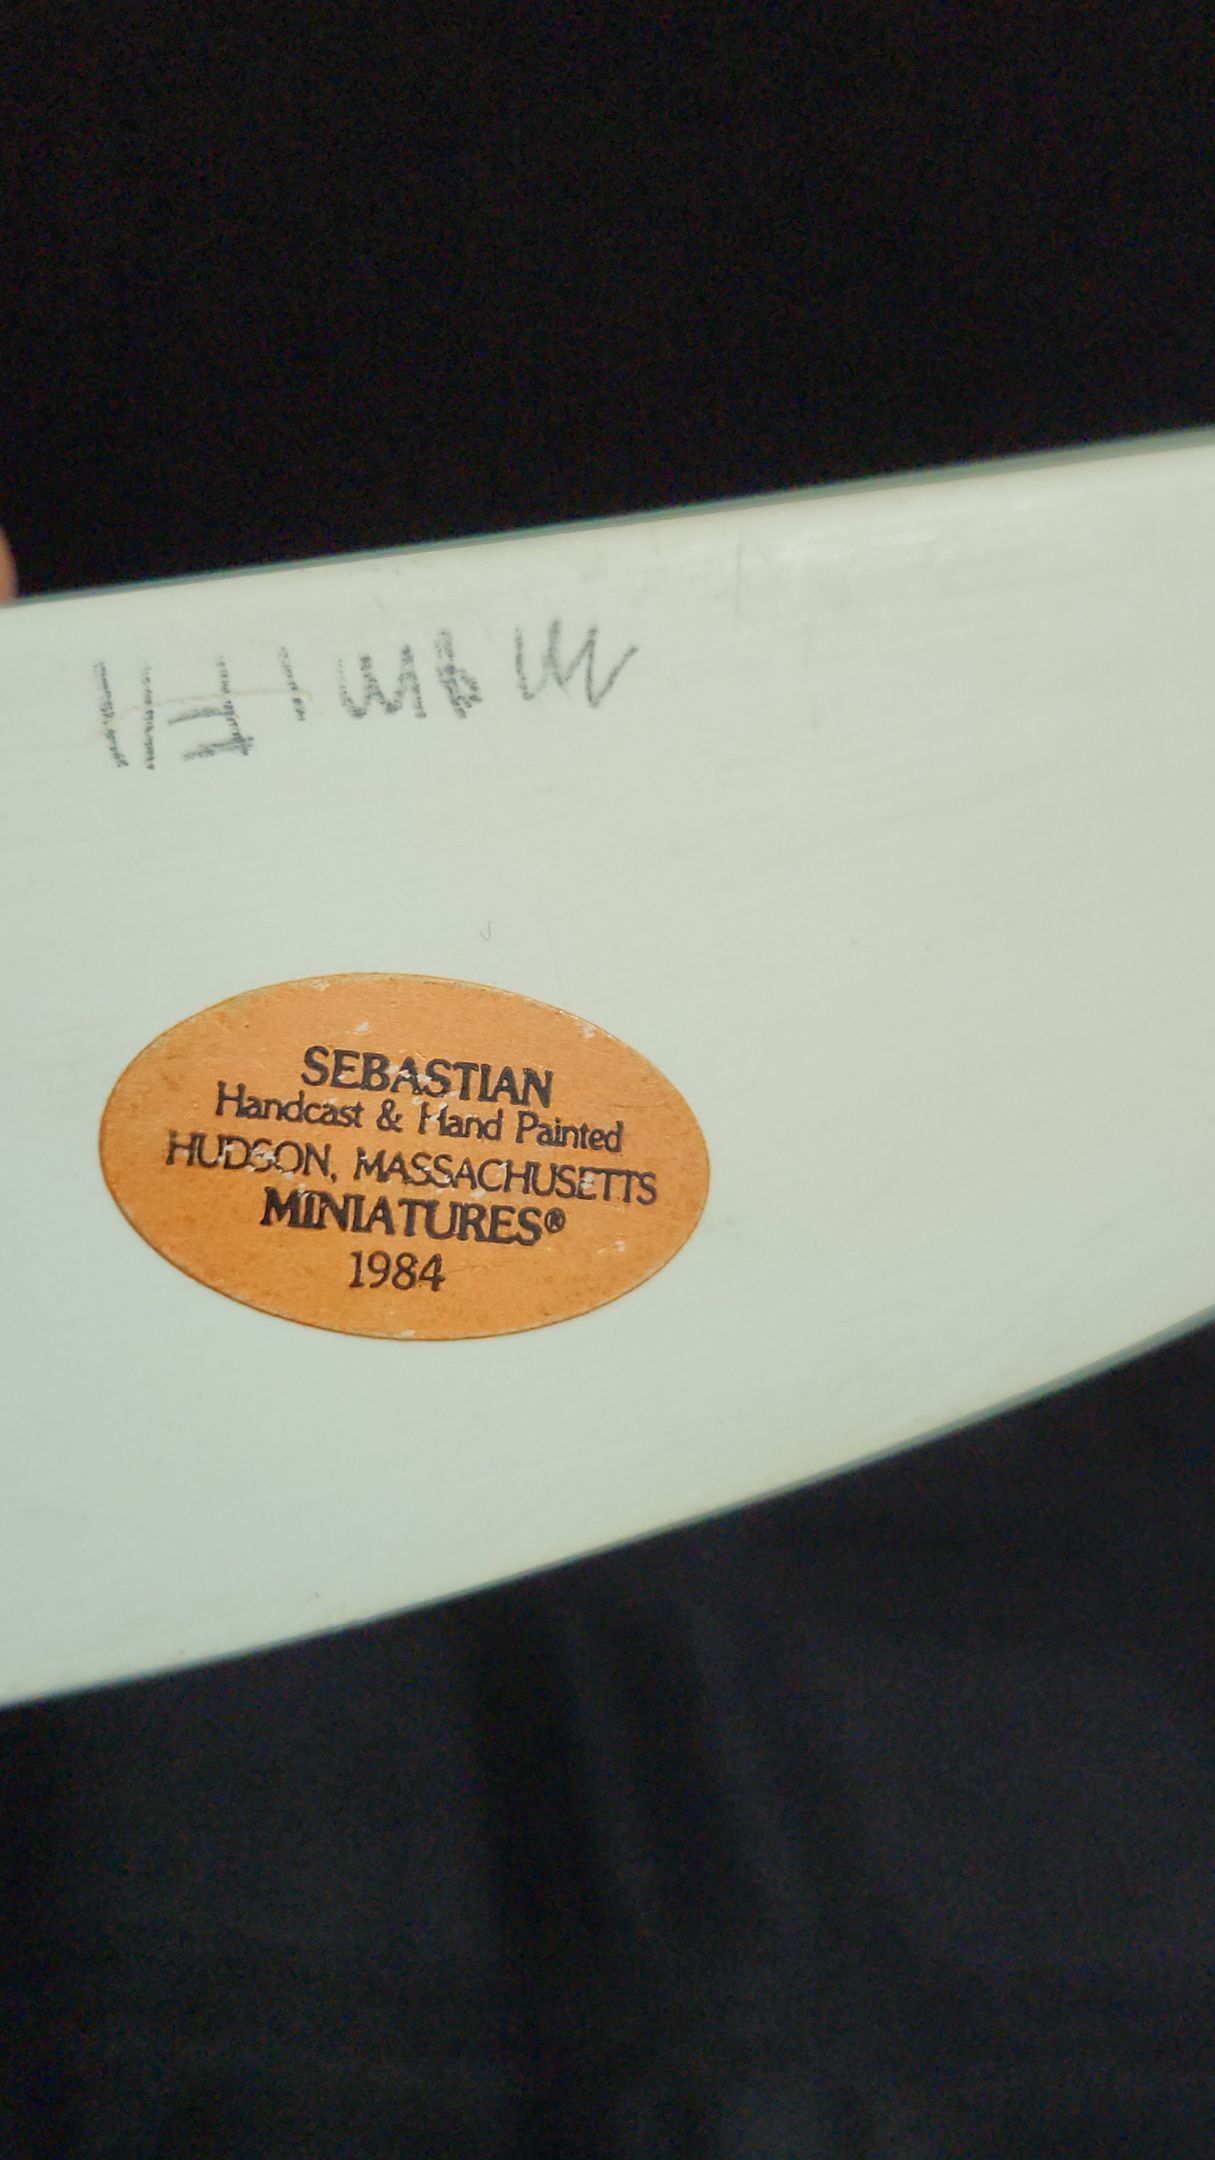 SEBASTIAN
Handcast & Hand Painted
HUDSON, MASSACHUSETTS
MINIATURES®
1984